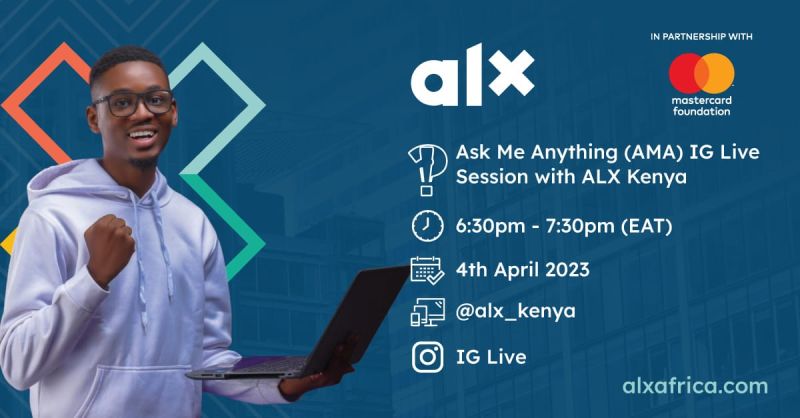 alx
IN PARTNERSHIP WITH
mastercard
foundation
Ask Me Anything (AMA) IG Live
Session with ALX Kenya
6:30pm - 7:30pm (EAT)
4th April 2023
@alx_kenya
IG Live
alxafrica.com